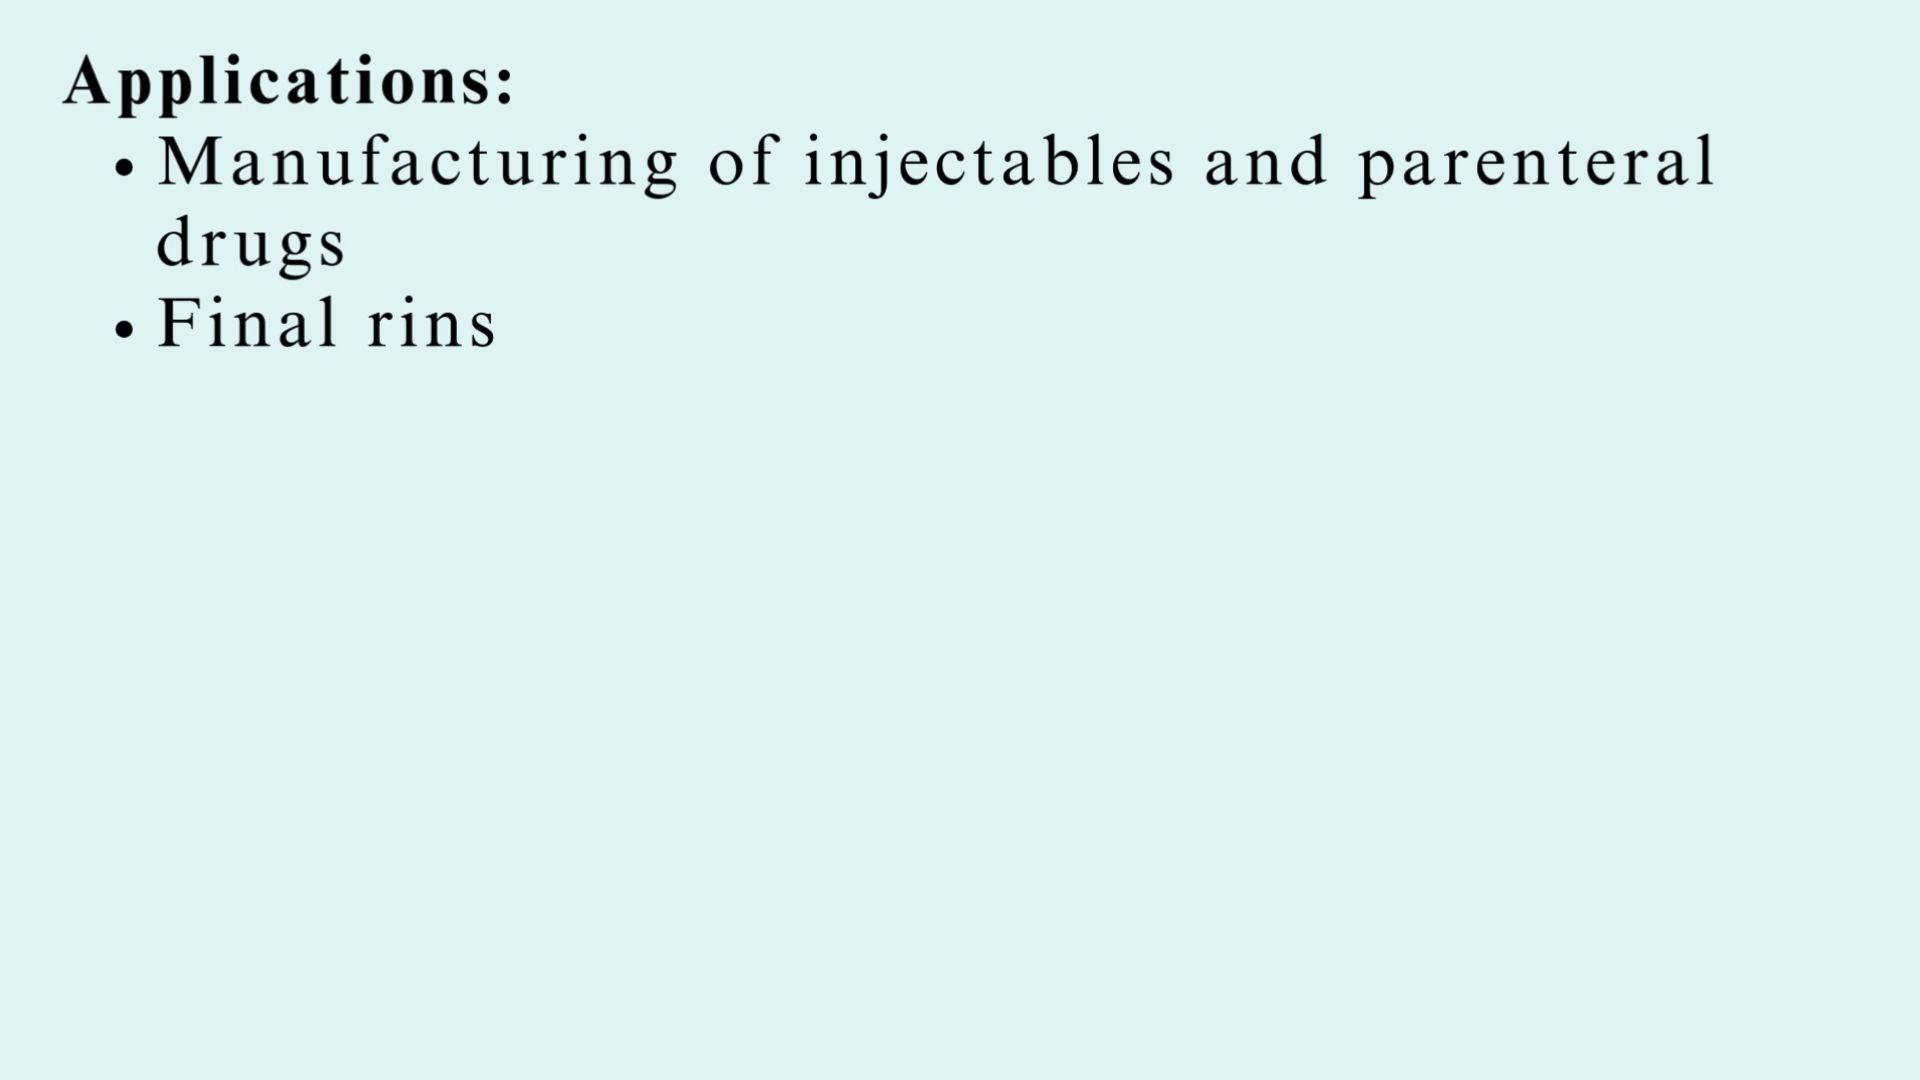 Applications:
• Manufacturing of injectables and parenteral
drugs
• Final rins